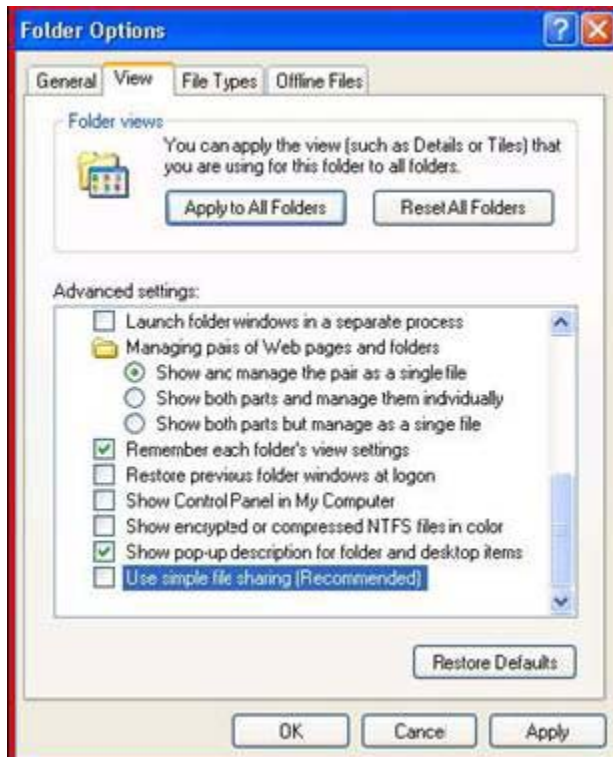 Folder Options
General
View
File Types
Offline Files
Folder views
You can apply the view (such as Details or Tiles) that
you are using for this folder to all folders.
Apply to All Folders
Reset All Folders
Advanced settings:
Launch folder windows in a separate process
Managing pairs of Web pages and folders
Show anc manage the pair as a single file
Show both parts and manage them individually
Show both parts but manage as a singe file
Remember each folder's view settings
Restore previous folder windows at logon
Show Control Panel in My Computer
Show encrypted or compressed NTFS files in color
Show pop-up description for folder and desktop items
Use simple file sharing (Recommended)
Restore Defaults
OK
Cance
Apply